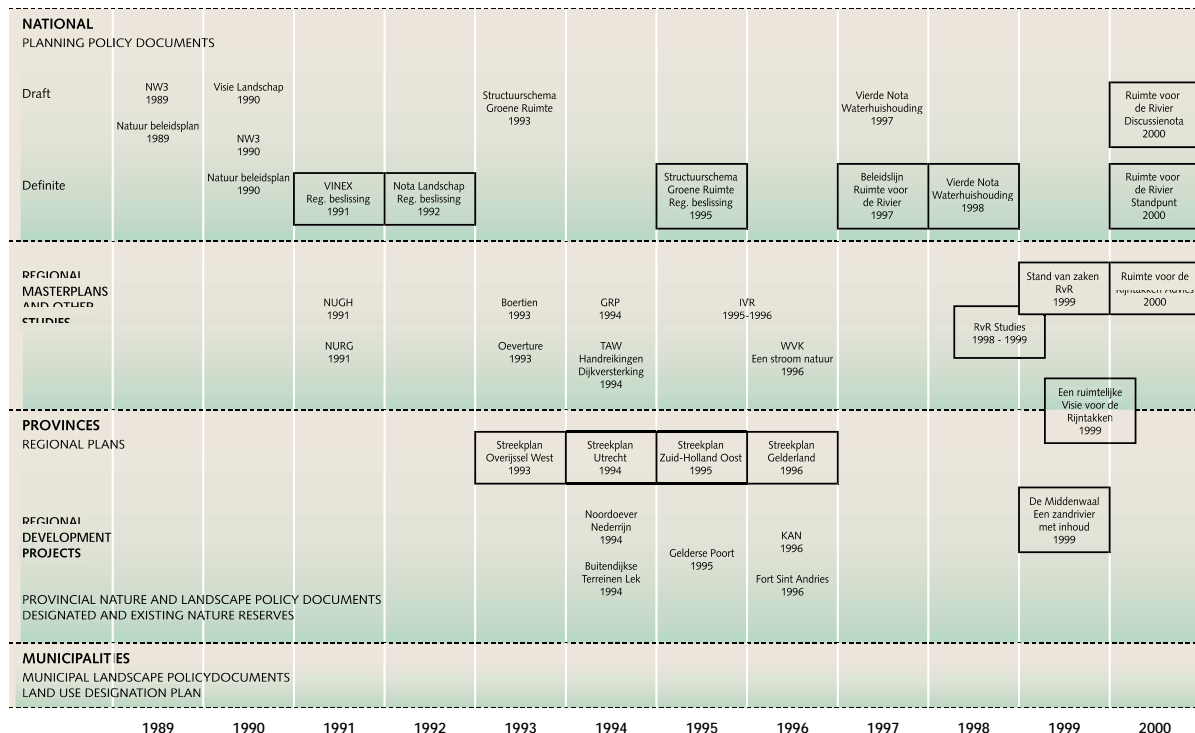 NATIONAL
PLANNING POLICY DOCUMENTS
Draft
NW3
1989
Natuur beleidsplan
1989
Visie Landschap
1990
NW3
1990
Structuurschema
Groene Ruimte
1993
Vierde Nota
Waterhuishouding
1997
Ruimte voor
de Rivier
Discussienota
2000
Definite
Natuur beleidsplan
1990
VINEX
Reg. beslissing
1991
Nota Landschap
Reg. beslissing
1992
Structuurschema
Groene Ruimte
Reg. beslissing
1995
Beleidslijn
Ruimte voor
de Rivier
1997
Vierde Nota
Waterhuishouding
1998
Ruimte voor
de Rivier
Standpunt
2000
REGIONAL
MASTERPLANS
AND OTHER
STUDIES
NUGH
1991
NURG
1991
Boertien
1993
Oeverture
1993
GRP
1994
TAW
Handreikingen
Dijkversterking
1994
IVR
1995-1996
WVK
Een stroom natuur
1996
RvR Studies
1998 - 1999
Stand van zaken
RvR
1999
Ruimte voor de
Rijntakken Advies
2000
Een ruimtelijke
Visie voor de
Rijntakken
1999
PROVINCES
REGIONAL PLANS
Streekplan
Overijssel West
1993
Streekplan
Utrecht
1994
Streekplan
Zuid-Holland Oost
1995
Streekplan
Gelderland
1996
REGIONAL
DEVELOPMENT
PROJECTS
Noordoever
Nederrijn
1994
Buitendijkse
Terreinen Lek
1994
Gelderse Poort
1995
KAN
1996
Fort Sint Andries
1996
De Middenwaal
Een zandrivier
met inhoud
1999
PROVINCIAL NATURE AND LANDSCAPE POLICY DOCUMENTS
DESIGNATED AND EXISTING NATURE RESERVES
MUNICIPALITIES
MUNICIPAL LANDSCAPE POLICYDOCUMENTS
LAND USE DESIGNATION PLAN
1989 1990 1991 1992 1993 1994 1995 1996 1997 1998 1999 2000